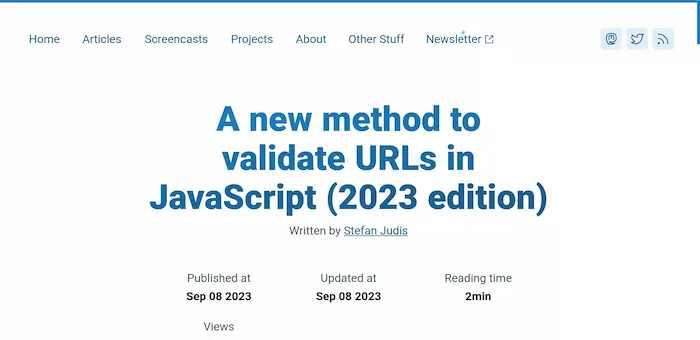 Home Articles Screencasts Projects About Other Stuff Newsletter
A new method to
validate URLs in
JavaScript (2023 edition)
Written by Stefan Judis
Published at Updated at Reading time
Sep 08 2023 Sep 08 2023 2min
Views